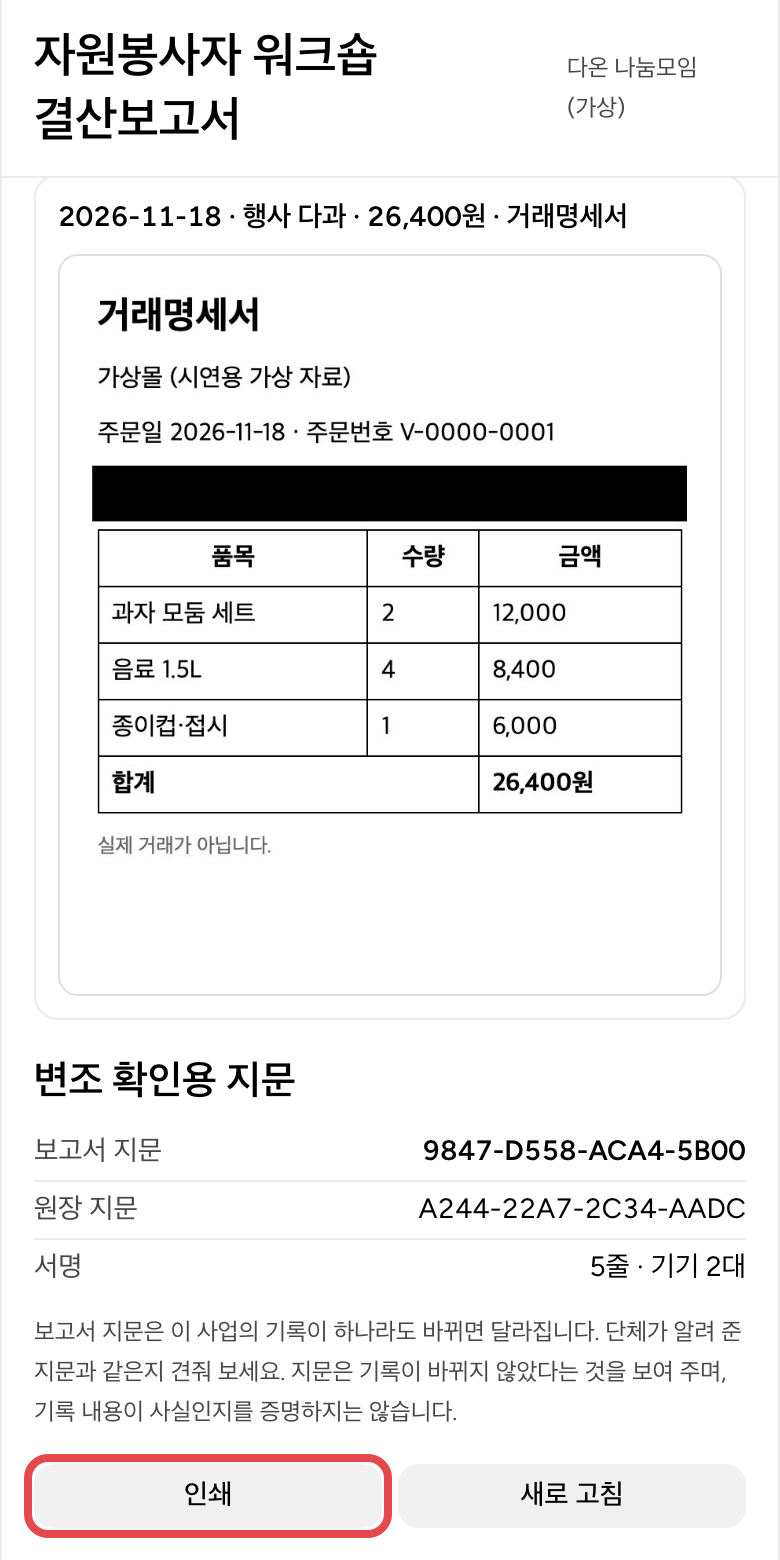 자원봉사자 워크숍
결산보고서
다온 나눔모임
(가상)
2026-11-18 · 행사 다과 · 26,400원 · 거래명세서
거래명세서
가상몰 (시연용 가상 자료)
주문일 2026-11-18 · 주문번호 V-0000-0001
품목 수량 금액
과자 모둠 세트 2 12,000
음료 1.5L 4 8,400
종이컵·접시 1 6,000
합계 26,400원
실제 거래가 아닙니다.
변조 확인용 지문
보고서 지문 9847-D558-ACA4-5B00
원장 지문 A244-22A7-2C34-AADC
서명 5줄 · 기기 2대
보고서 지문은 이 사업의 기록이 하나라도 바뀌면 달라집니다. 단체가 알려 준
지문과 같은지 견줘 보세요. 지문은 기록이 바뀌지 않았다는 것을 보여 주며,
기록 내용이 사실인지를 증명하지는 않습니다.
인쇄 새로 고침